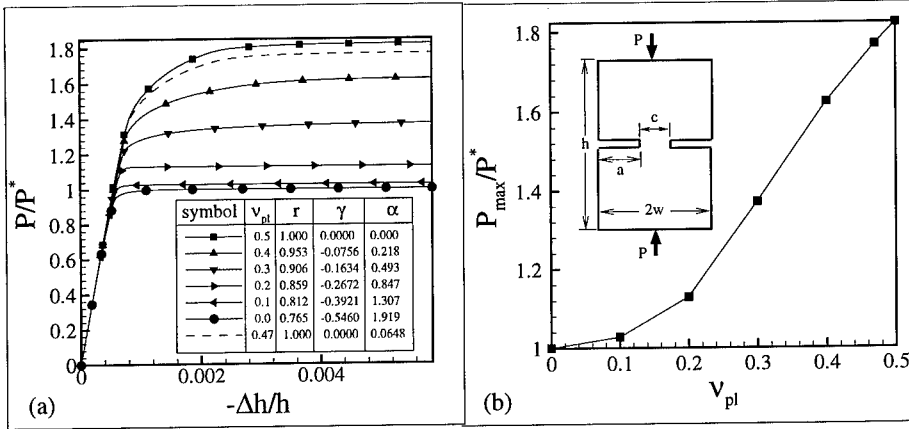 1.8
1.6
1.4
1.2
1
0.8
0.6
0.4
0.2
0
P/P*
symbol ν_pl r γ α
0.5 1.000 0.0000 0.000
0.4 0.953 -0.0756 0.218
0.3 0.906 -0.1634 0.493
0.2 0.859 -0.2672 0.847
0.1 0.812 -0.3921 1.307
0.0 0.765 -0.5460 1.919
0.47 1.000 0.0000 0.0648
0 0.002 0.004
(a)
-Δh/h
1.8
1.6
1.4
1.2
1
P_max/P*
P
c
h
a
2w
P
0 0.1 0.2 0.3 0.4 0.5
(b)
ν_pl